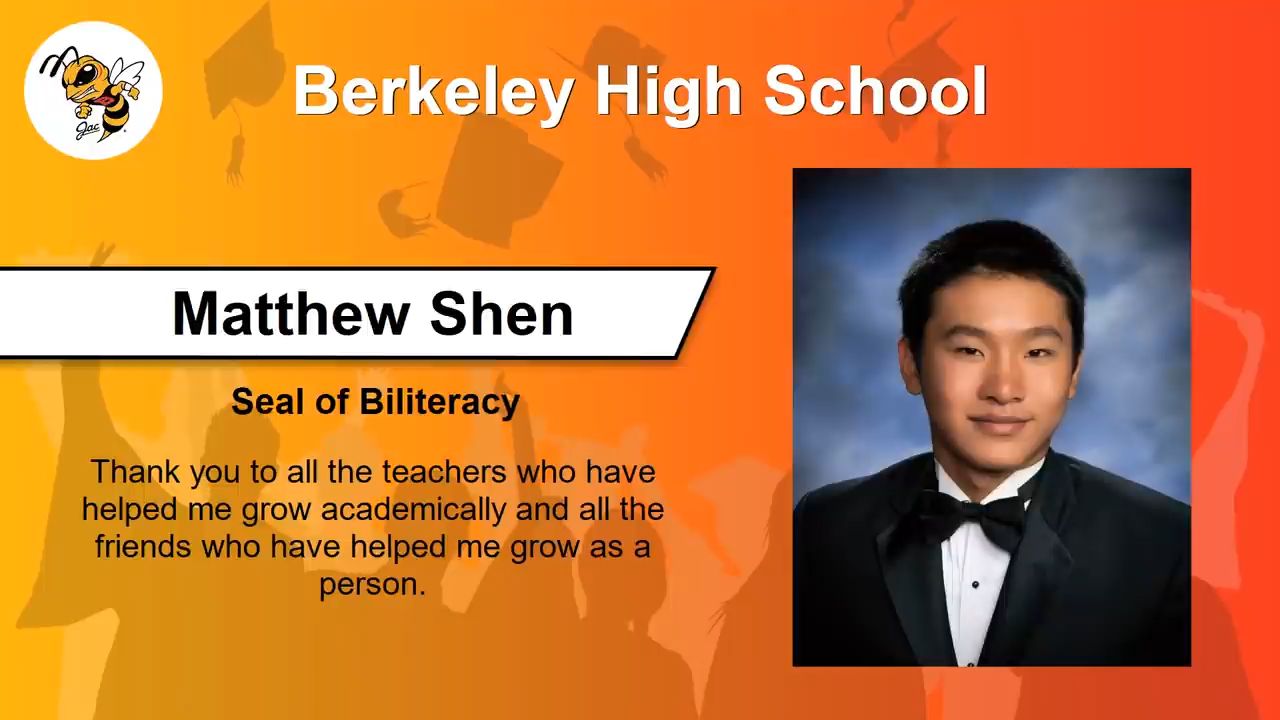 Jac
Berkeley High School
Matthew Shen
Seal of Biliteracy
Thank you to all the teachers who have
helped me grow academically and all the
friends who have helped me grow as a
person.